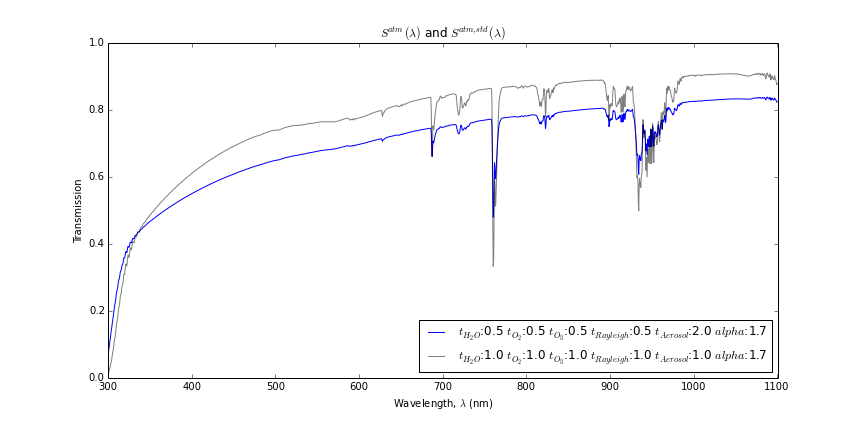 S^{atm}(λ) and S^{atm,std}(λ)
1.0
0.8
0.6
0.4
0.2
0.0
Transmission
t_{H_2O}:0.5 t_{O_2}:0.5 t_{O_3}:0.5 t_{Rayleigh}:0.5 t_{Aerosol}:2.0 alpha:1.7
t_{H_2O}:1.0 t_{O_2}:1.0 t_{O_3}:1.0 t_{Rayleigh}:1.0 t_{Aerosol}:1.0 alpha:1.7
300 400 500 600 700 800 900 1000 1100
Wavelength, λ (nm)